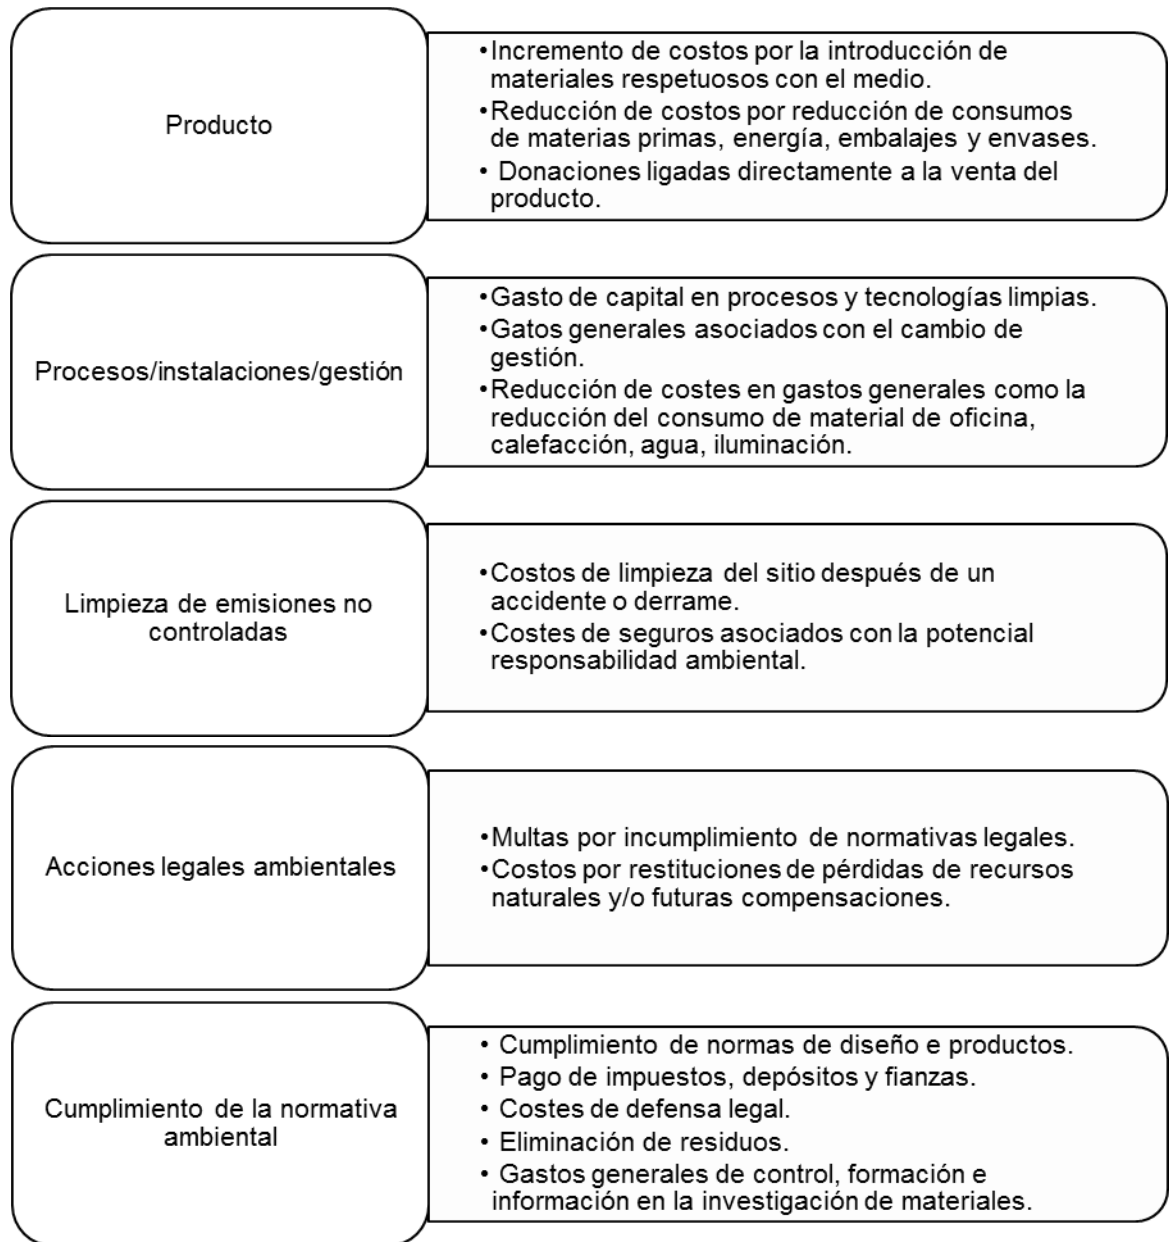 Producto
•Incremento de costos por la introducción de
materiales respetuosos con el medio.
•Reducción de costos por reducción de consumos
de materias primas, energía, embalajes y envases.
• Donaciones ligadas directamente a la venta del
producto.
Procesos/instalaciones/gestión
•Gasto de capital en procesos y tecnologías limpias.
•Gatos generales asociados con el cambio de
gestión.
•Reducción de costes en gastos generales como la
reducción del consumo de material de oficina,
calefacción, agua, iluminación.
Limpieza de emisiones no
controladas
•Costos de limpieza del sitio después de un
accidente o derrame.
•Costes de seguros asociados con la potencial
responsabilidad ambiental.
Acciones legales ambientales
•Multas por incumplimiento de normativas legales.
•Costos por restituciones de pérdidas de recursos
naturales y/o futuras compensaciones.
Cumplimiento de la normativa
ambiental
• Cumplimiento de normas de diseño e productos.
• Pago de impuestos, depósitos y fianzas.
• Costes de defensa legal.
• Eliminación de residuos.
• Gastos generales de control, formación e
información en la investigación de materiales.